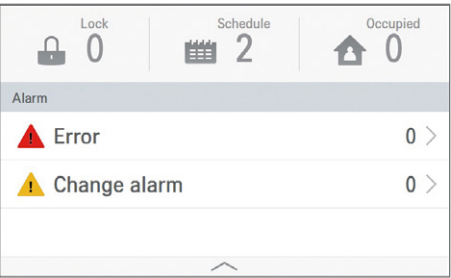 Lock
0
Schedule
2
Occupied
0
Alarm
Error 0
Change alarm 0